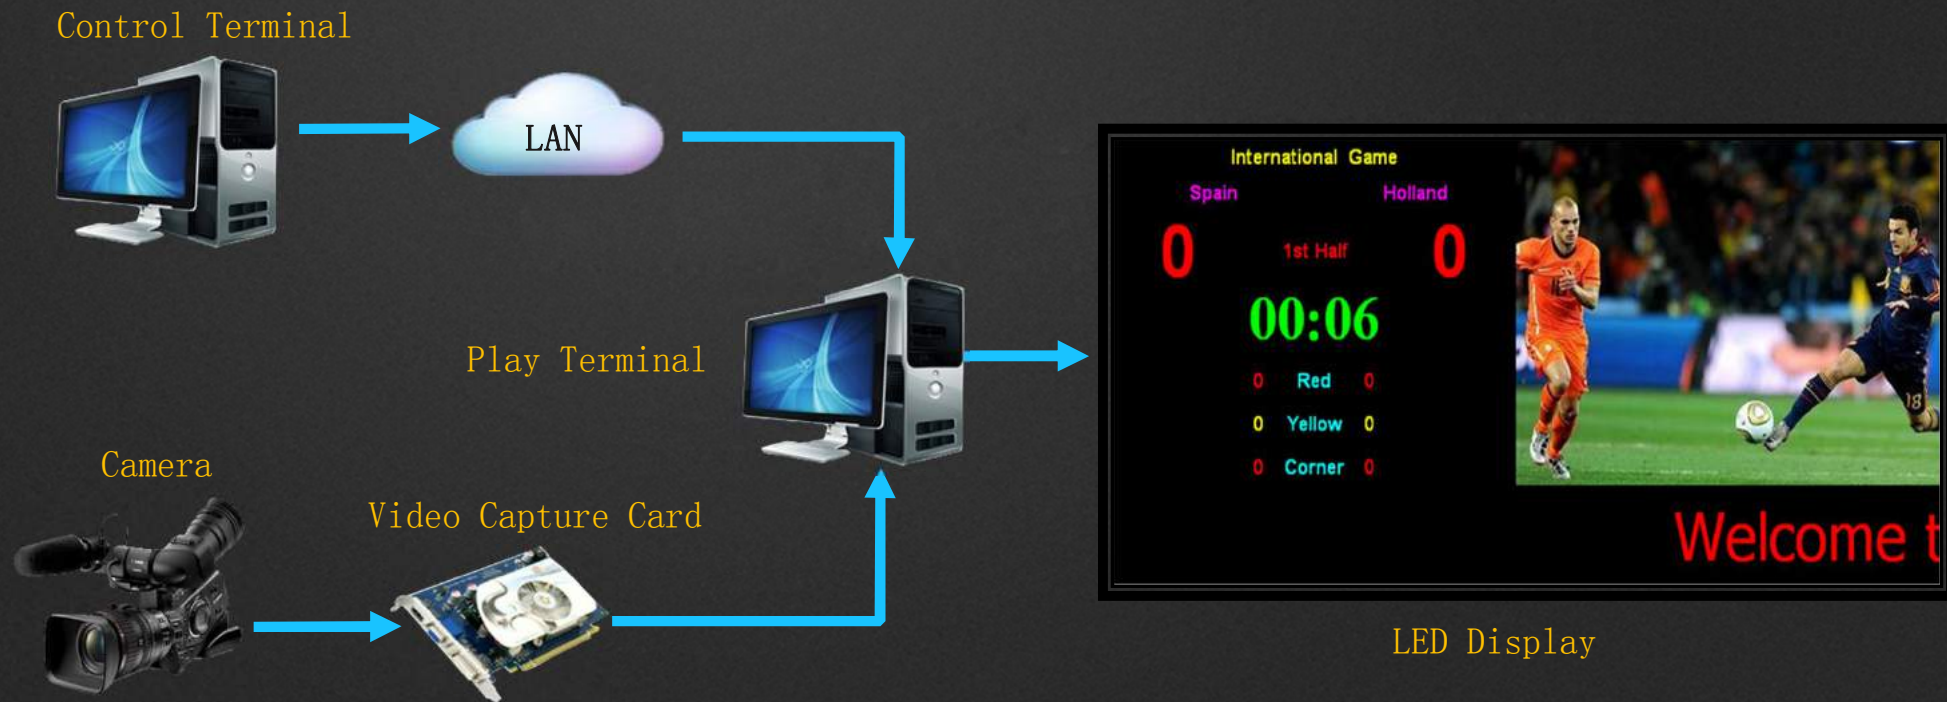 Control Terminal
LAN
Play Terminal
Camera
Video Capture Card
International Game
Spain Holland
0 1st Half 0
00:06
0 Red 0
0 Yellow 0
0 Corner 0
18
Welcome t
LED Display